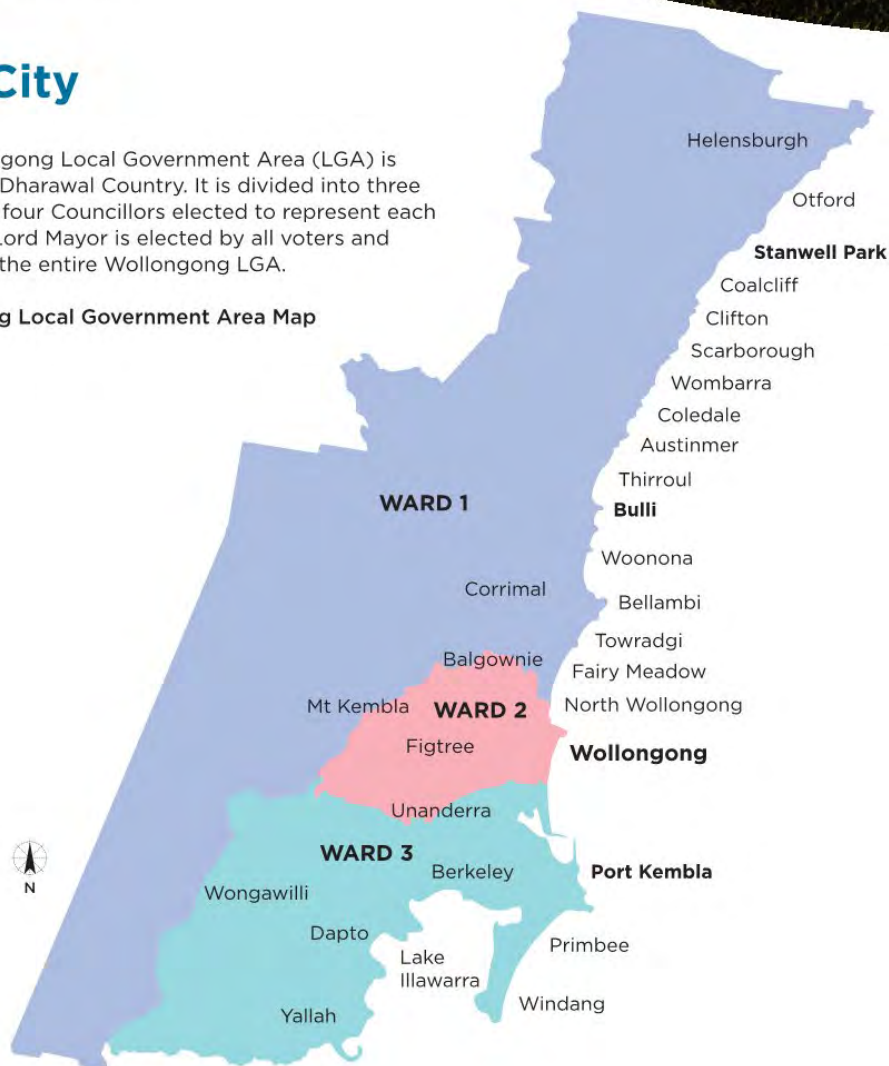 City
gong Local Government Area (LGA) is
Dharawal Country. It is divided into three
four Councillors elected to represent each
Lord Mayor is elected by all voters and
the entire Wollongong LGA.
g Local Government Area Map
Helensburgh
Otford
Stanwell Park
Coalcliff
Clifton
Scarborough
Wombarra
Coledale
Austinmer
Thirroul
WARD 1
Bulli
Woonona
Corrimal
Bellambi
Towradgi
Balgownie
Fairy Meadow
Mt Kembla
WARD 2
North Wollongong
Figtree
Wollongong
Unanderra
WARD 3
Berkeley
Port Kembla
N
Wongawilli
Dapto
Primbee
Lake
Illawarra
Windang
Yallah